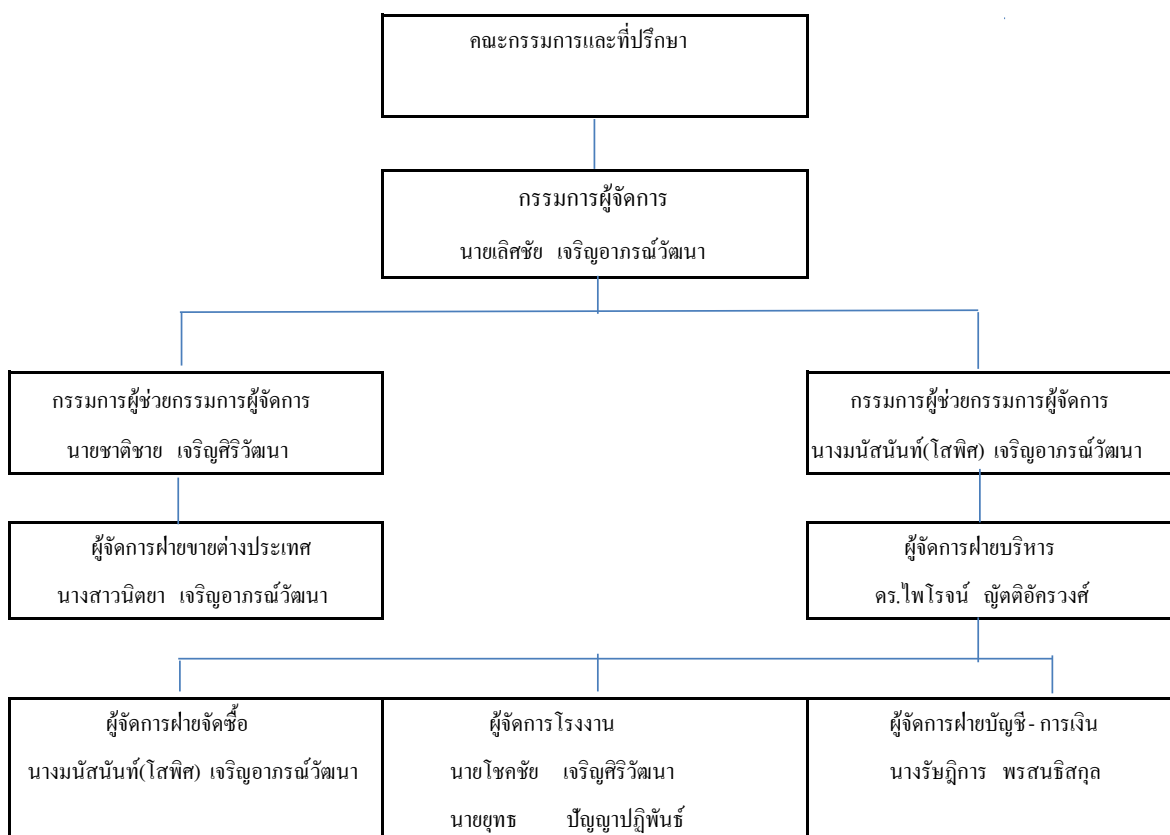 คณะกรรมการและที่ปรึกษา
กรรมการผู้จัดการ
นายเลิศชัย เจริญอาภรณ์วัฒนา
กรรมการผู้ช่วยกรรมการผู้จัดการ
นายชาติชาย เจริญศิริวัฒนา
กรรมการผู้ช่วยกรรมการผู้จัดการ
นางมนัสนันท์(โสพิศ) เจริญอาภรณ์วัฒนา
ผู้จัดการฝ่ายขายต่างประเทศ
นางสาวนิตยา เจริญอาภรณ์วัฒนา
ผู้จัดการฝ่ายบริหาร
ดร.ไพโรจน์ ญัตติอัครวงศ์
ผู้จัดการฝ่ายจัดซื้อ
นางมนัสนันท์(โสพิศ) เจริญอาภรณ์วัฒนา
ผู้จัดการโรงงาน
นายโชคชัย เจริญศิริวัฒนา
นายยุทธ ปัญญาปฏิพันธ์
ผู้จัดการฝ่ายบัญชี - การเงิน
นางรัษฎิการ พรสนธิสกุล